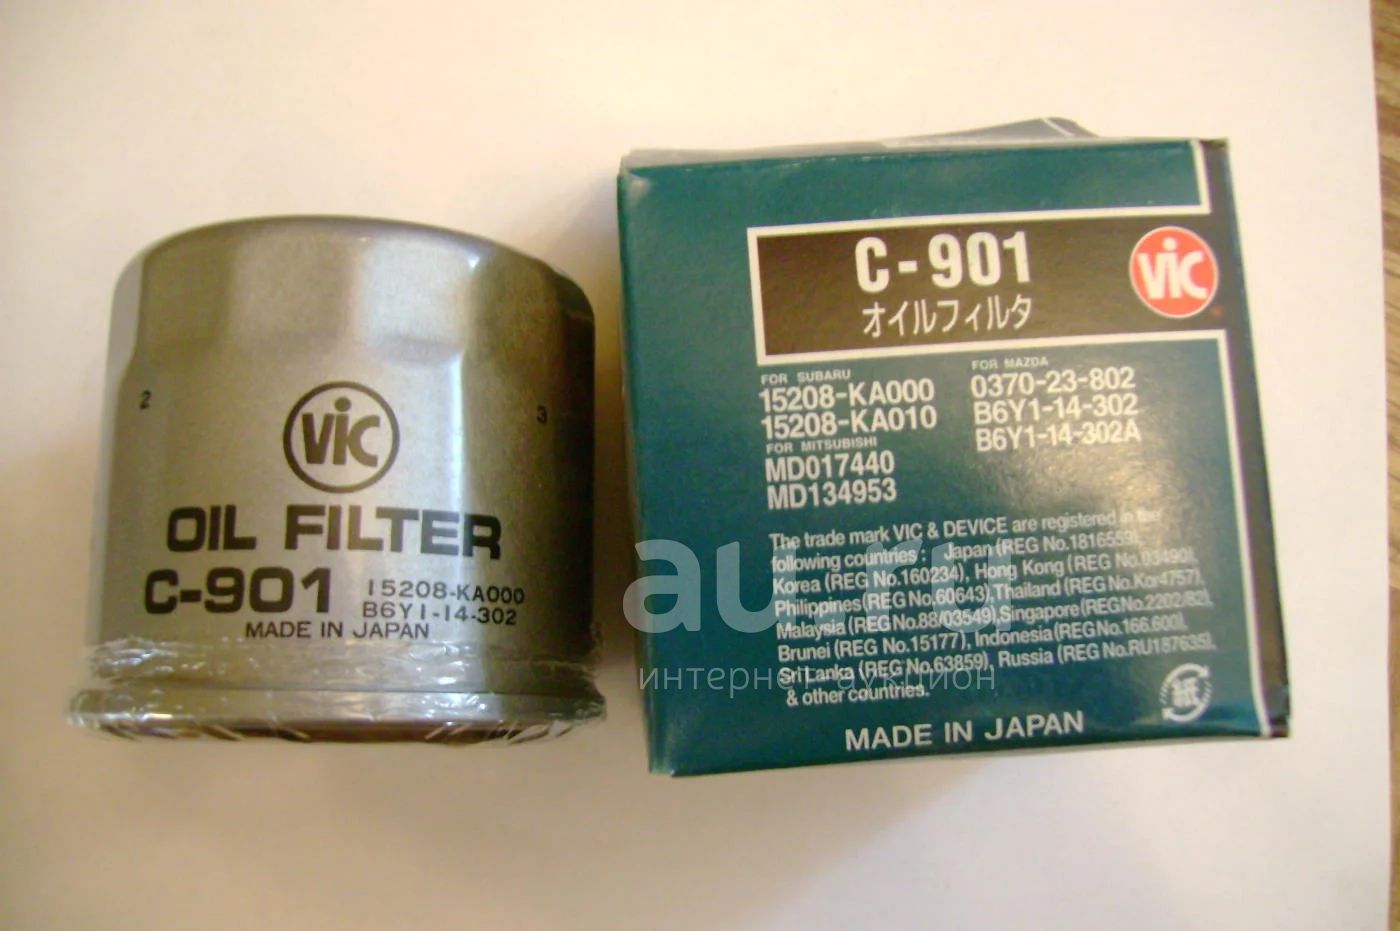 2
3
VIC
OIL FILTER
C-901
15208-KA000
B6Y1-14-302
MADE IN JAPAN
C-901
オイルフィルタ
VIC
FOR SUBARU
15208-KA000
15208-KA010
FOR MITSUBISHI
MD017440
MD134953
FOR MAZDA
0370-23-802
B6Y1-14-302
B6Y1-14-302A
The trade mark VIC & DEVICE are registered in the
following countries : Japan (REG No.1816559),
Korea (REG No.160234), Hong Kong (REG No.03490),
Philippines (REG No.60643), Thailand (REG No.Kor4757),
Malaysia (REG No.88/03549), Singapore (REG No.2202/82),
Brunei (REG No.15177), Indonesia (REG No.166.600),
Sri Lanka (REG No.63859), Russia (REG No.RU187635),
& other countries.
MADE IN JAPAN
au.ru
интернет-аукцион